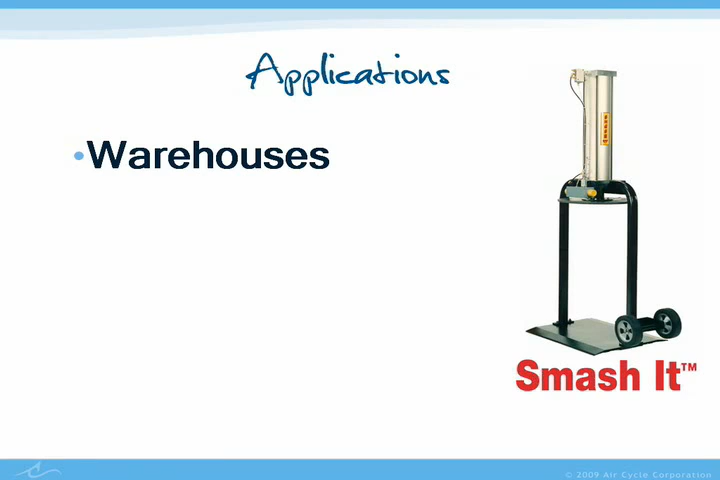 Applications
•Warehouses
Smash It™
© 2009 Air Cycle Corporation